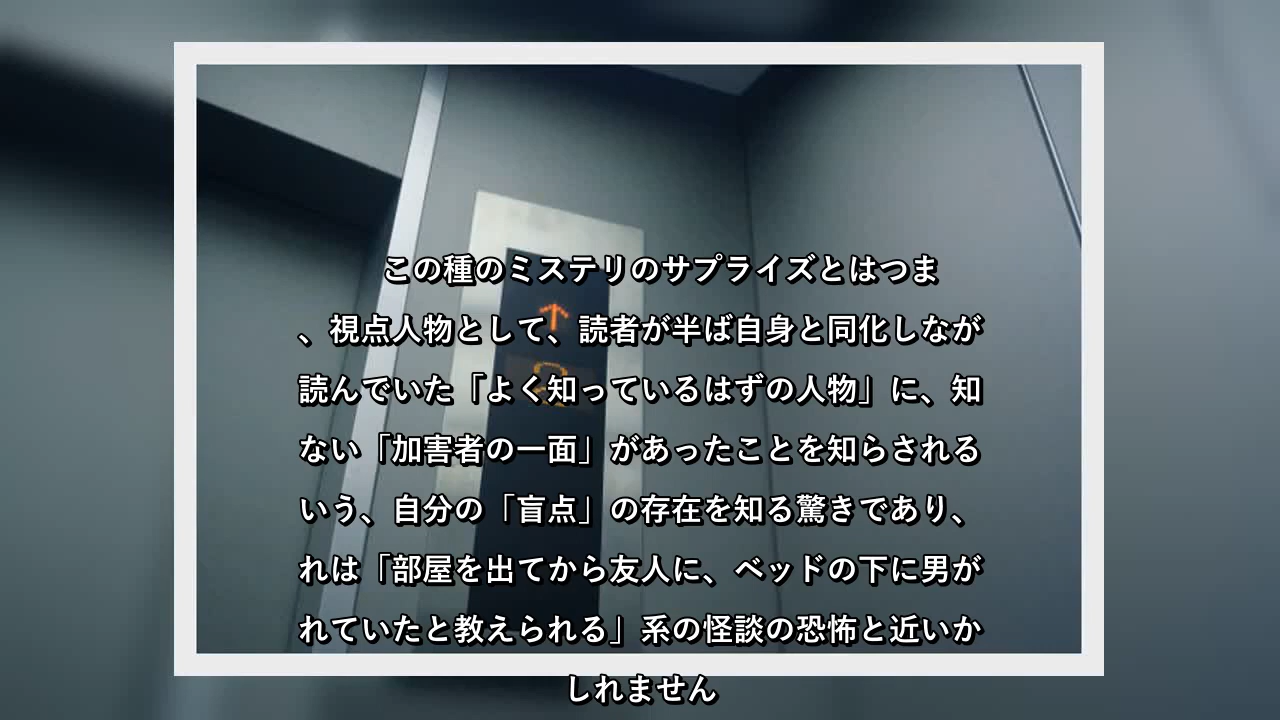 この種のミステリのサプライズとはつま
、視点人物として、読者が半ば自身と同化しなが
読んでいた「よく知っているはずの人物」に、知
ない「加害者の一面」があったことを知らされる
いう、自分の「盲点」の存在を知る驚きであり、
れは「部屋を出てから友人に、ベッドの下に男が
れていたと教えられる」系の怪談の恐怖と近いか
しれません